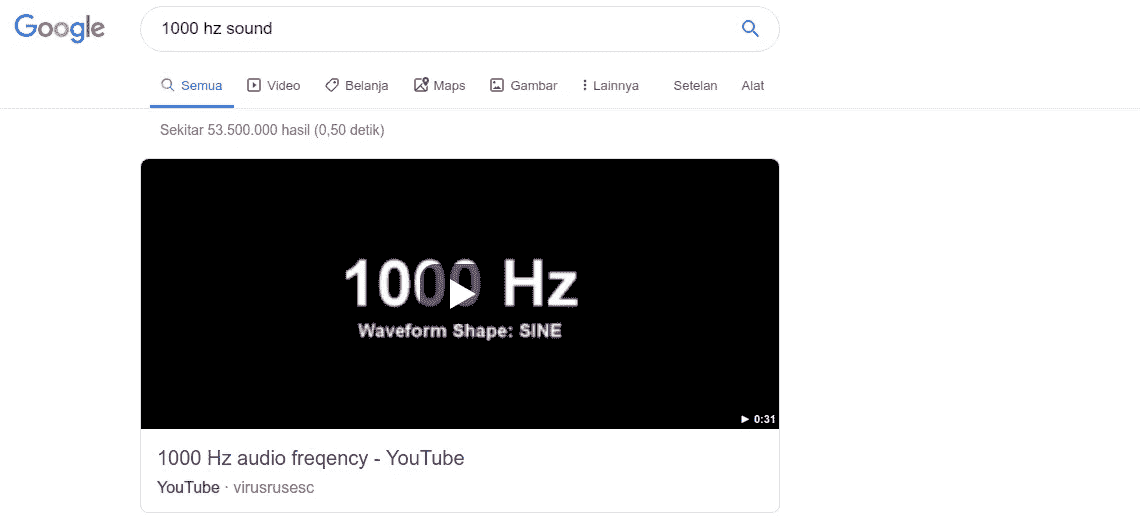 Google
1000 hz sound
Semua Video Belanja Maps Gambar Lainnya Setelan Alat
Sekitar 53.500.000 hasil (0,50 detik)
1000 Hz
Waveform Shape: SINE
0:31
1000 Hz audio freqency - YouTube
YouTube · virusrusesc